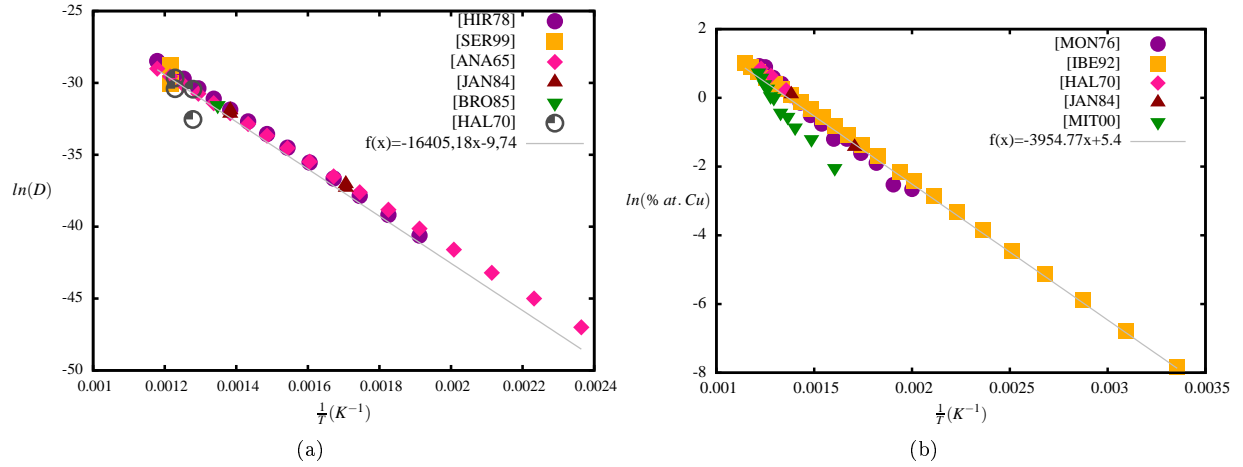 -25
-30
-35
-40
-45
-50
ln(D)
0.001
0.0012
0.0014
0.0016
0.0018
0.002
0.0022
0.0024
1/T (K⁻¹)
[HIR78]
[SER99]
[ANA65]
[JAN84]
[BRO85]
[HAL70]
f(x)=-16405,18x-9,74
(a)
2
0
-2
-4
-6
-8
ln(% at. Cu)
0.001
0.0015
0.002
0.0025
0.003
0.0035
1/T (K⁻¹)
[MON76]
[IBE92]
[HAL70]
[JAN84]
[MIT00]
f(x)=-3954.77x+5.4
(b)